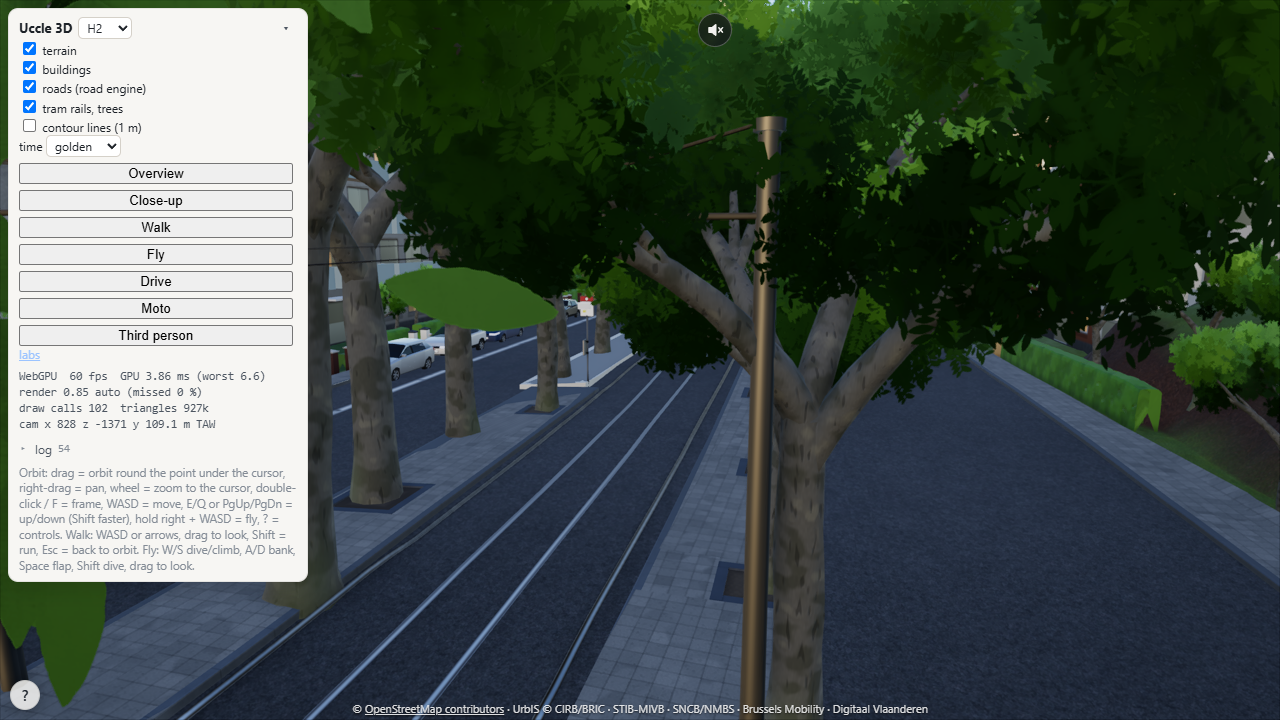 Uccle 3D H2
terrain
buildings
roads (road engine)
tram rails, trees
contour lines (1 m)
time golden
Overview
Close-up
Walk
Fly
Drive
Moto
Third person
labs
WebGPU 60 fps GPU 3.86 ms (worst 6.6)
render 0.85 auto (missed 0 %)
draw calls 102 triangles 927k
cam x 828 z -1371 y 109.1 m TAW
log 54
Orbit: drag = orbit round the point under the cursor,
right-drag = pan, wheel = zoom to the cursor, double-
click / F = frame, WASD = move, E/Q or PgUp/PgDn =
up/down (Shift faster), hold right + WASD = fly, ? =
controls. Walk: WASD or arrows, drag to look, Shift =
run, Esc = back to orbit. Fly: W/S dive/climb, A/D bank,
Space flap, Shift dive, drag to look.
?
© OpenStreetMap contributors · UrbIS © CIRB/BRIC · STIB-MIVB · SNCB/NMBS · Brussels Mobility · Digitaal Vlaanderen